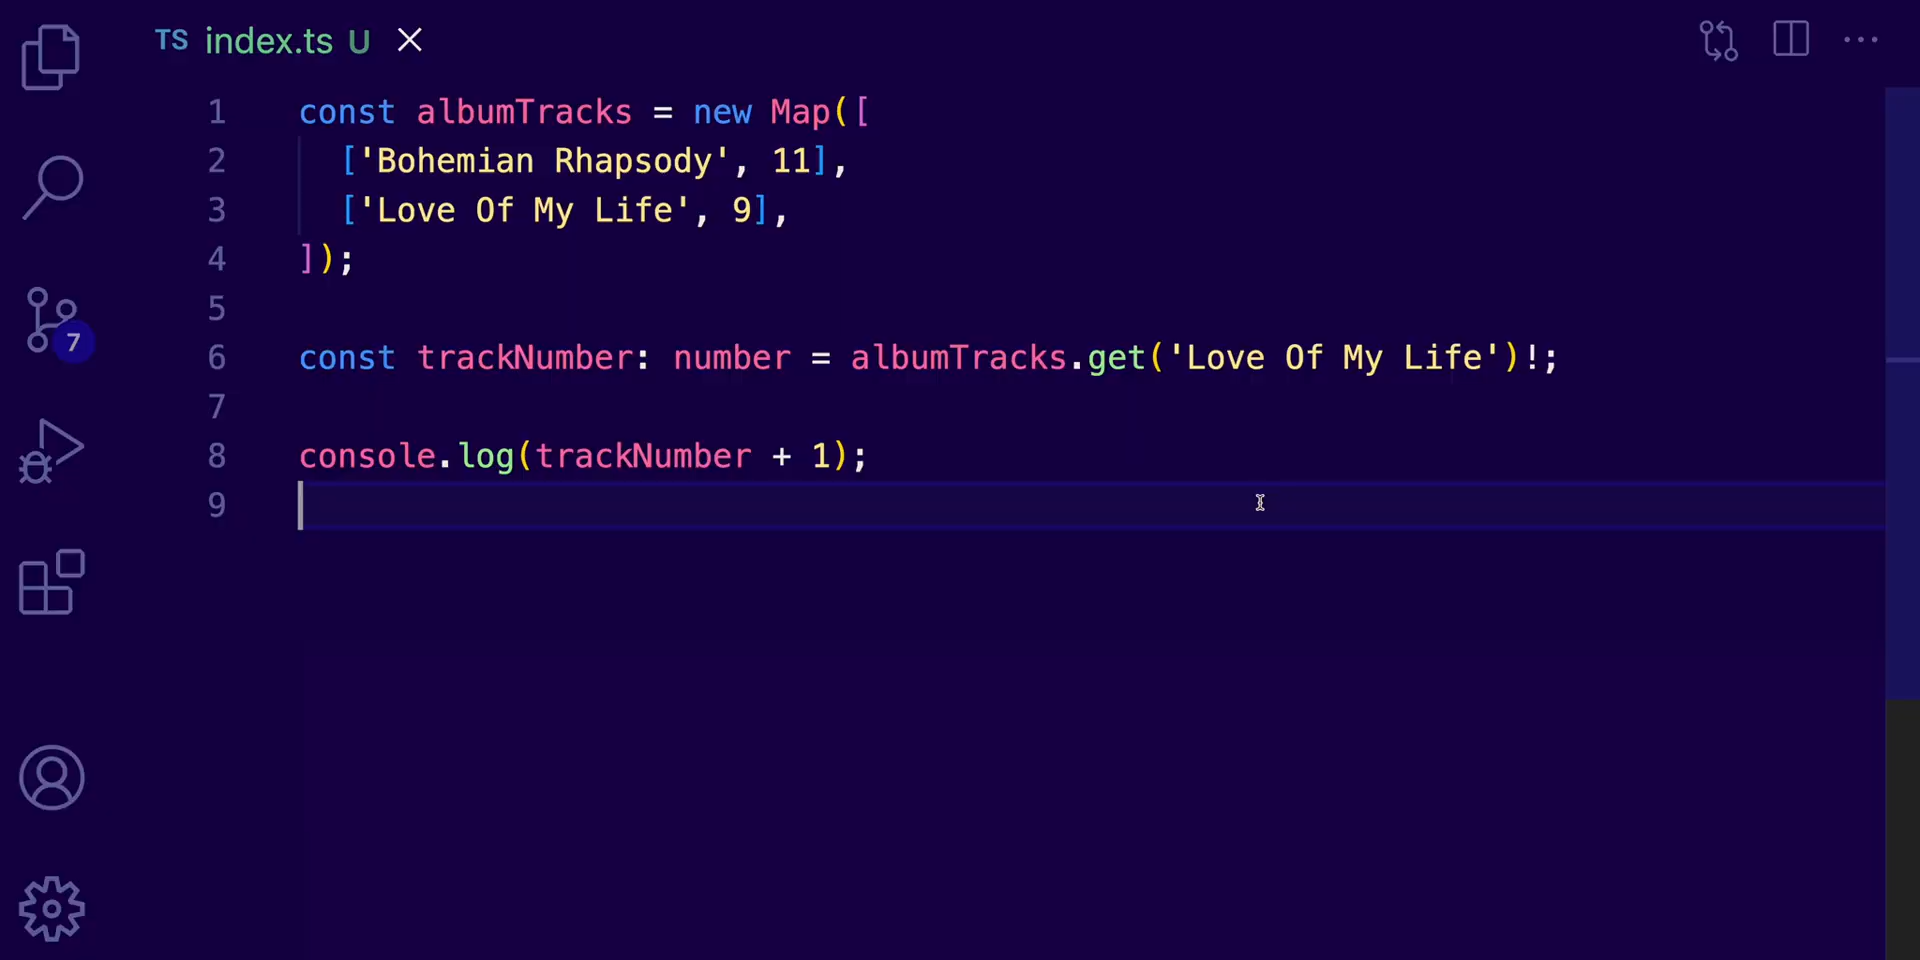 TS index.ts U
1 const albumTracks = new Map([
2 ['Bohemian Rhapsody', 11],
3 ['Love Of My Life', 9],
4 ]);
5
6 const trackNumber: number = albumTracks.get('Love Of My Life')!;
7
8 console.log(trackNumber + 1);
9
7